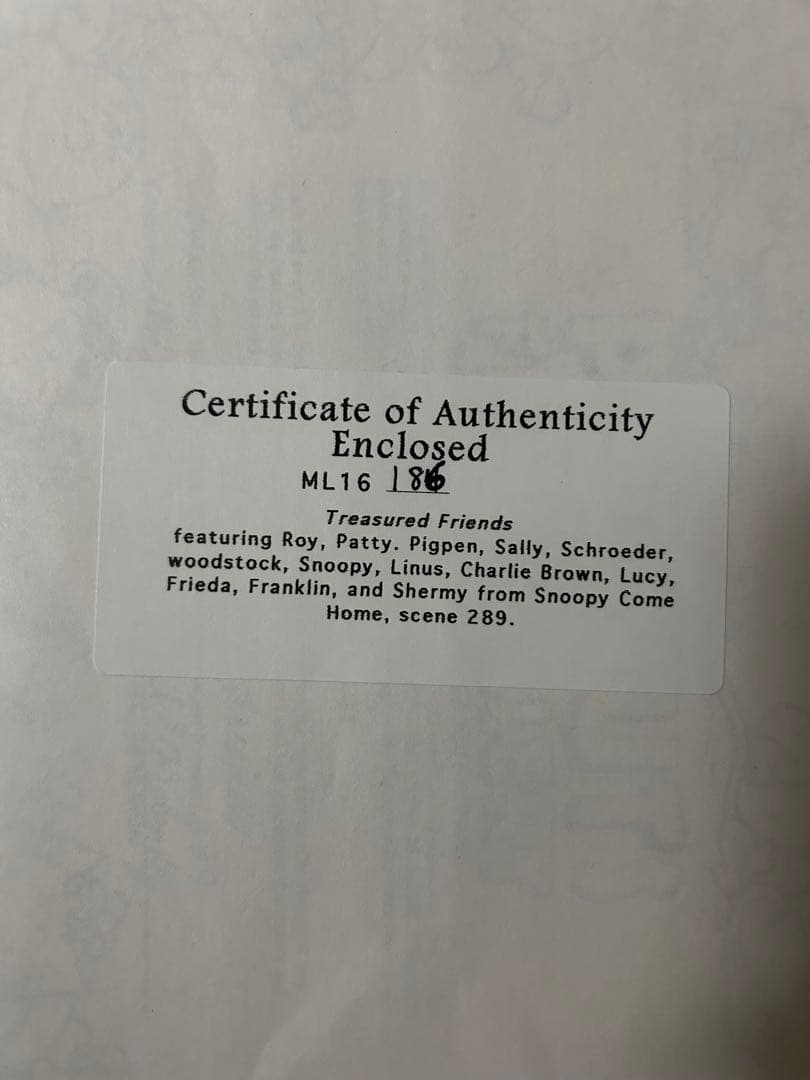 Certificate of Authenticity
Enclosed
ML16 186
Treasured Friends
featuring Roy, Patty. Pigpen, Sally, Schroeder,
woodstock, Snoopy, Linus, Charlie Brown, Lucy,
Frieda, Franklin, and Shermy from Snoopy Come
Home, scene 289.